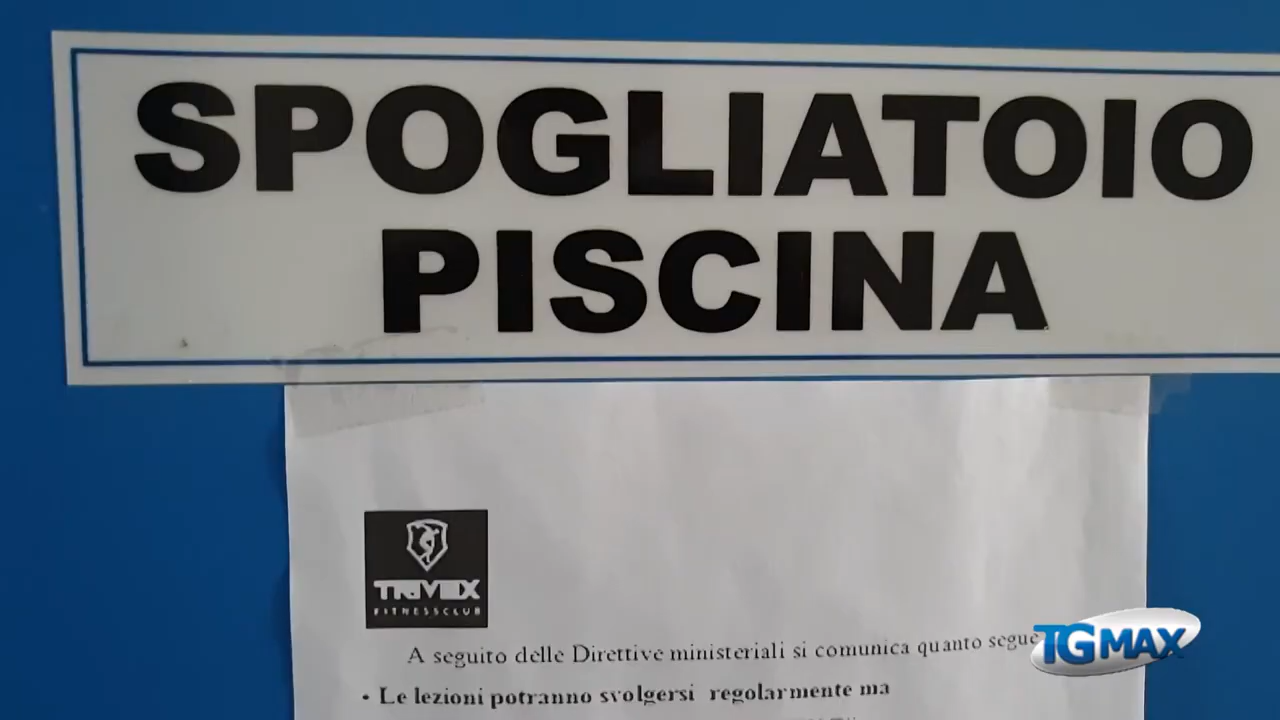 SPOGLIATOIO
PISCINA
TRIVEX
FITNESSCLUB
A seguito delle Direttive ministeriali si comunica quanto segue
• Le lezioni potranno svolgersi regolarmente ma
TGMAX